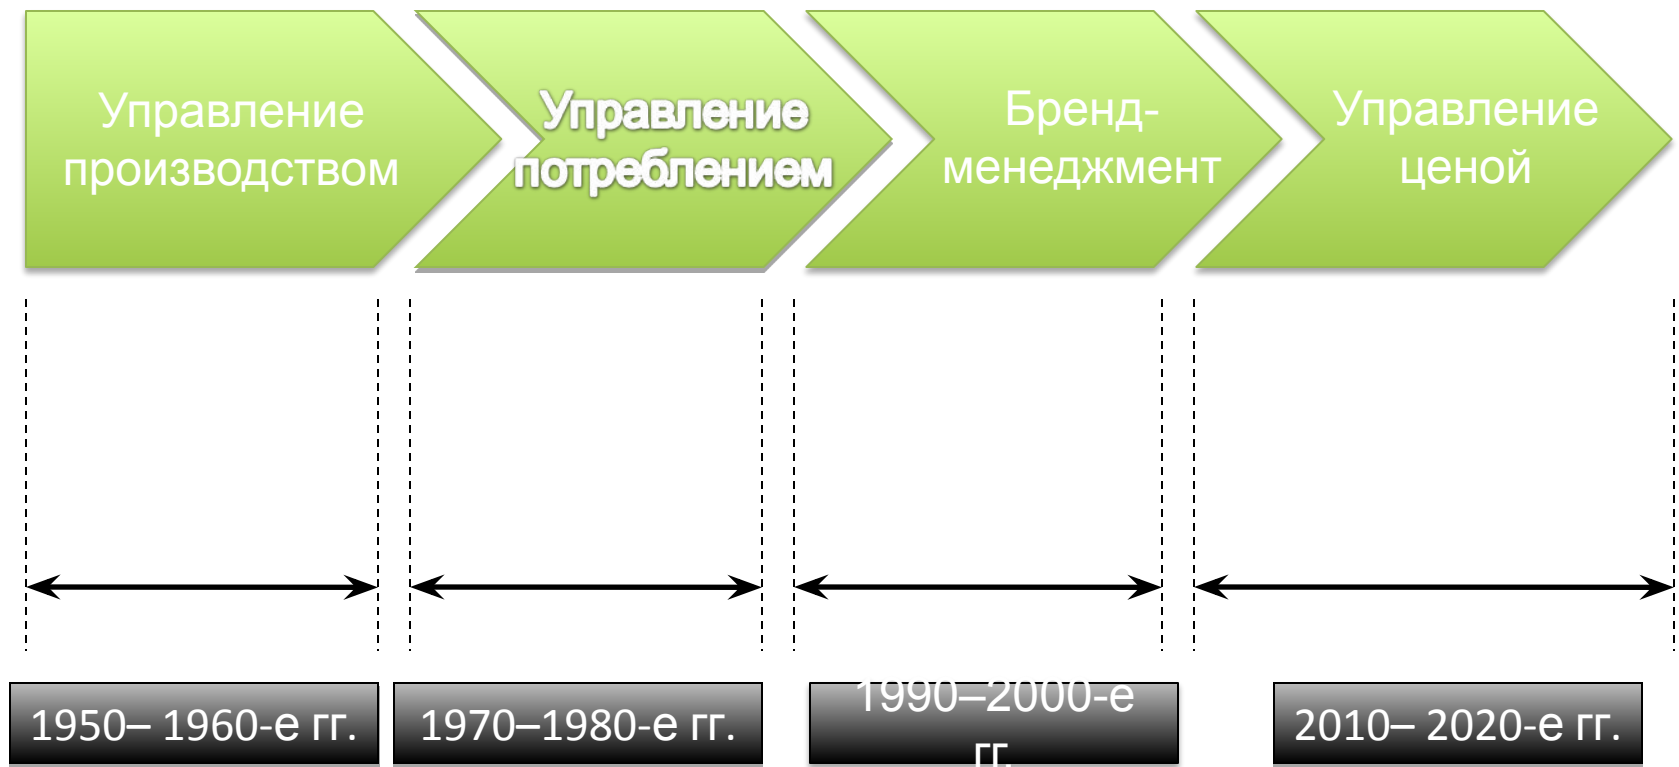 Управление
производством
Управление
потреблением
Бренд-
менеджмент
Управление
ценой
1950– 1960-е гг.
1970–1980-е гг.
1990–2000-е
гг.
2010– 2020-е гг.